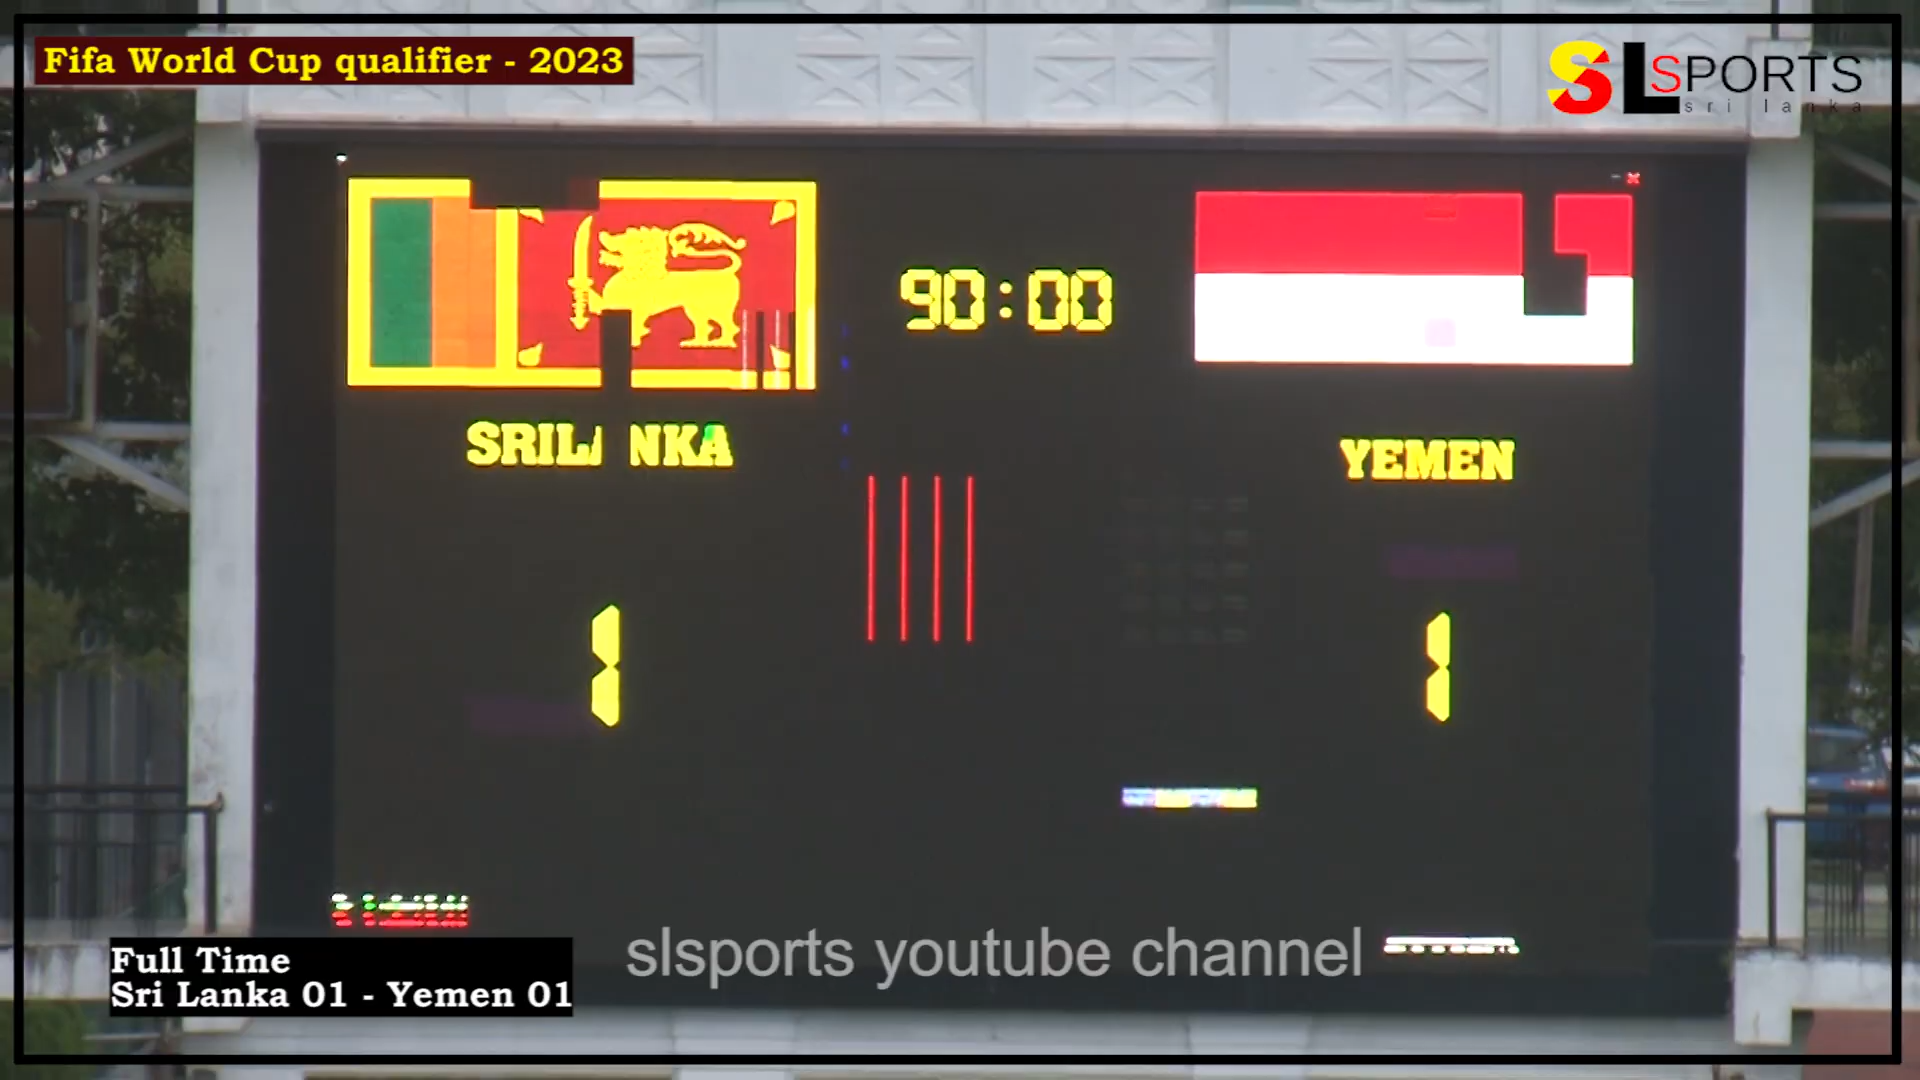 Fifa World Cup qualifier - 2023
SLSPORTS
sri lanka
90:00
SRIL NKA
YEMEN
1
1
Full Time
Sri Lanka 01 - Yemen 01
slsports youtube channel